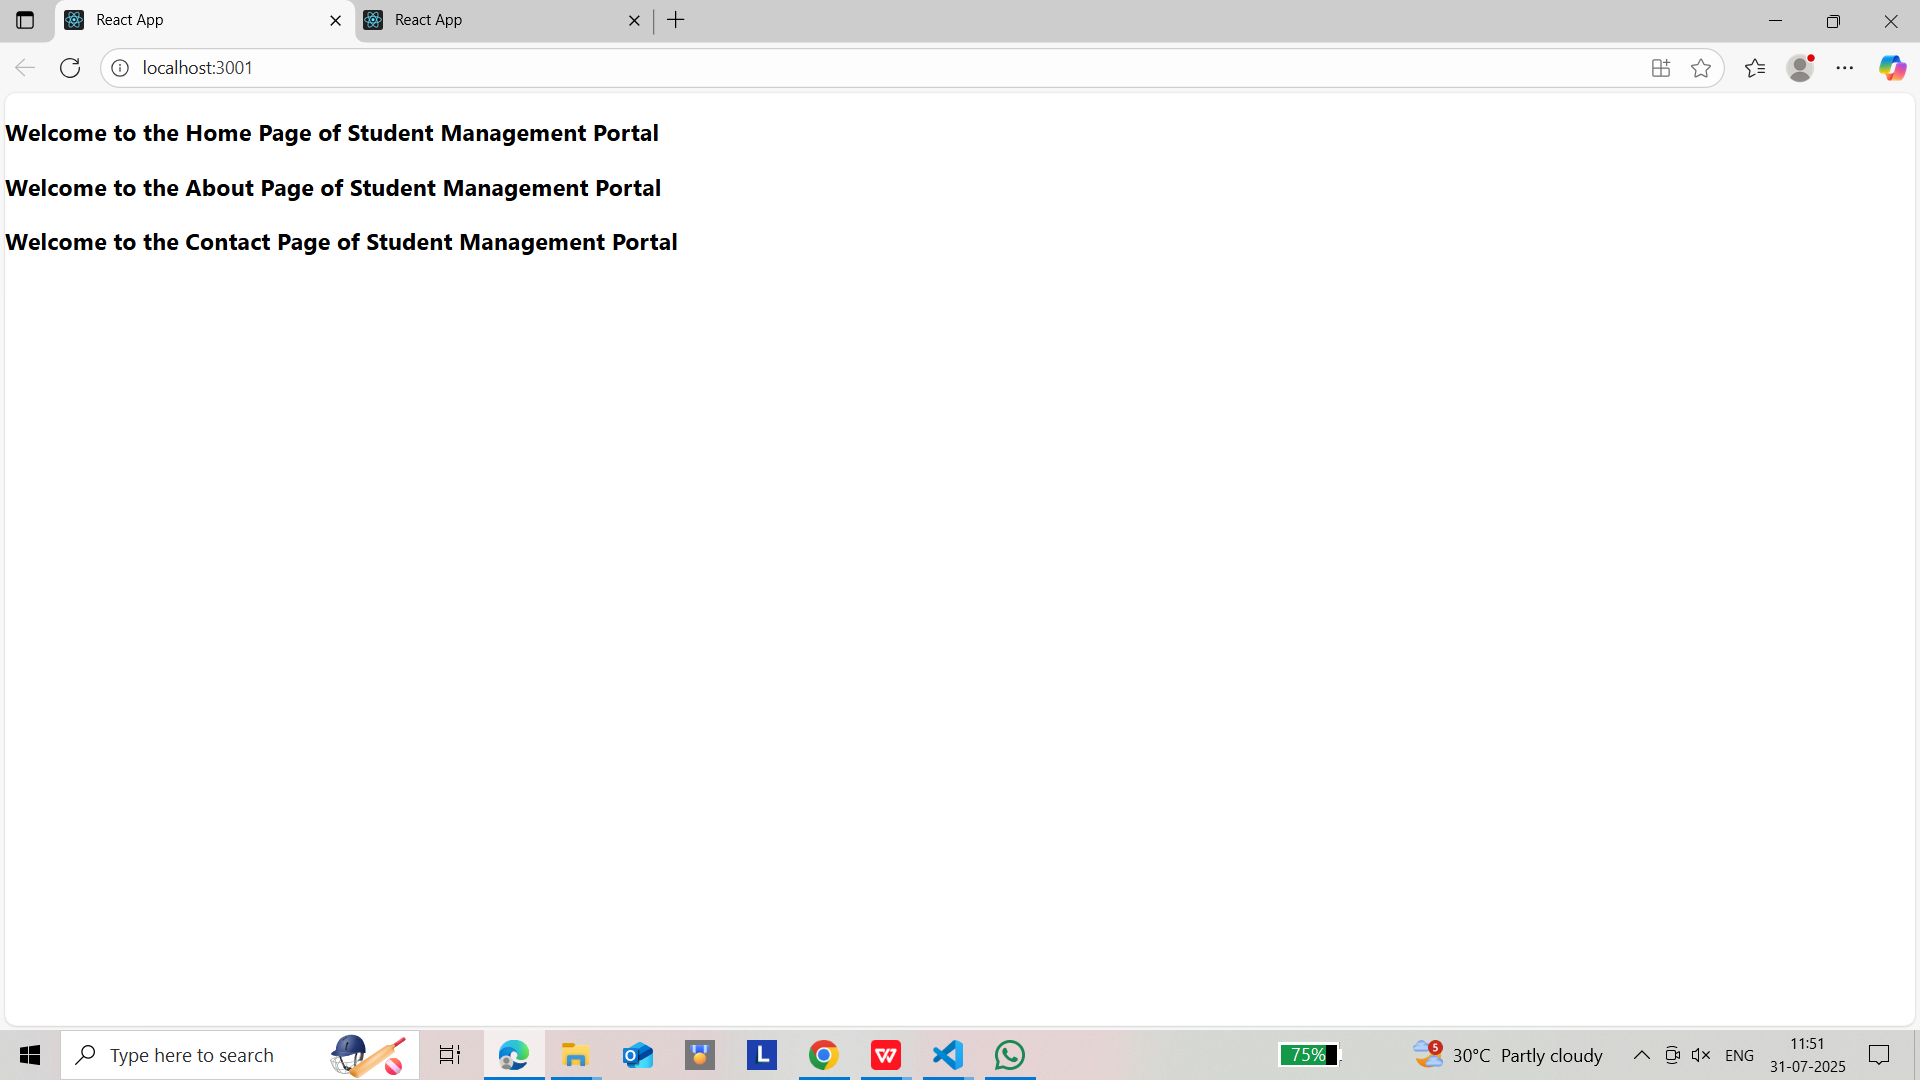 React App
React App
localhost:3001
Welcome to the Home Page of Student Management Portal
Welcome to the About Page of Student Management Portal
Welcome to the Contact Page of Student Management Portal
Type here to search
L
W
75%
5
30°C Partly cloudy
ENG
11:51
31-07-2025